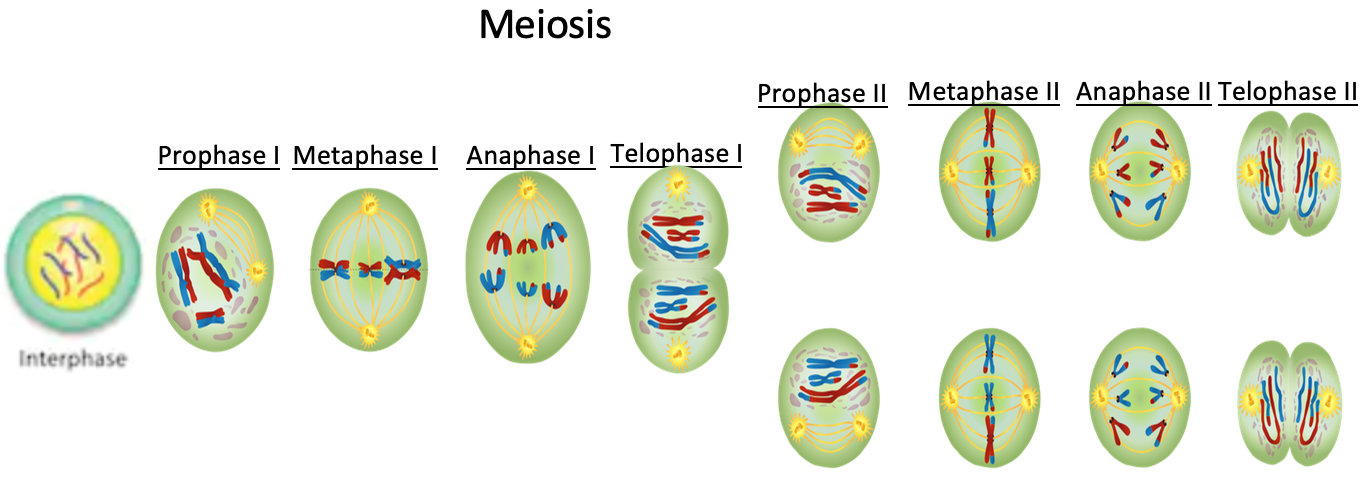 Meiosis
Interphase
Prophase I
Metaphase I
Anaphase I
Telophase I
Prophase II
Metaphase II
Anaphase II
Telophase II